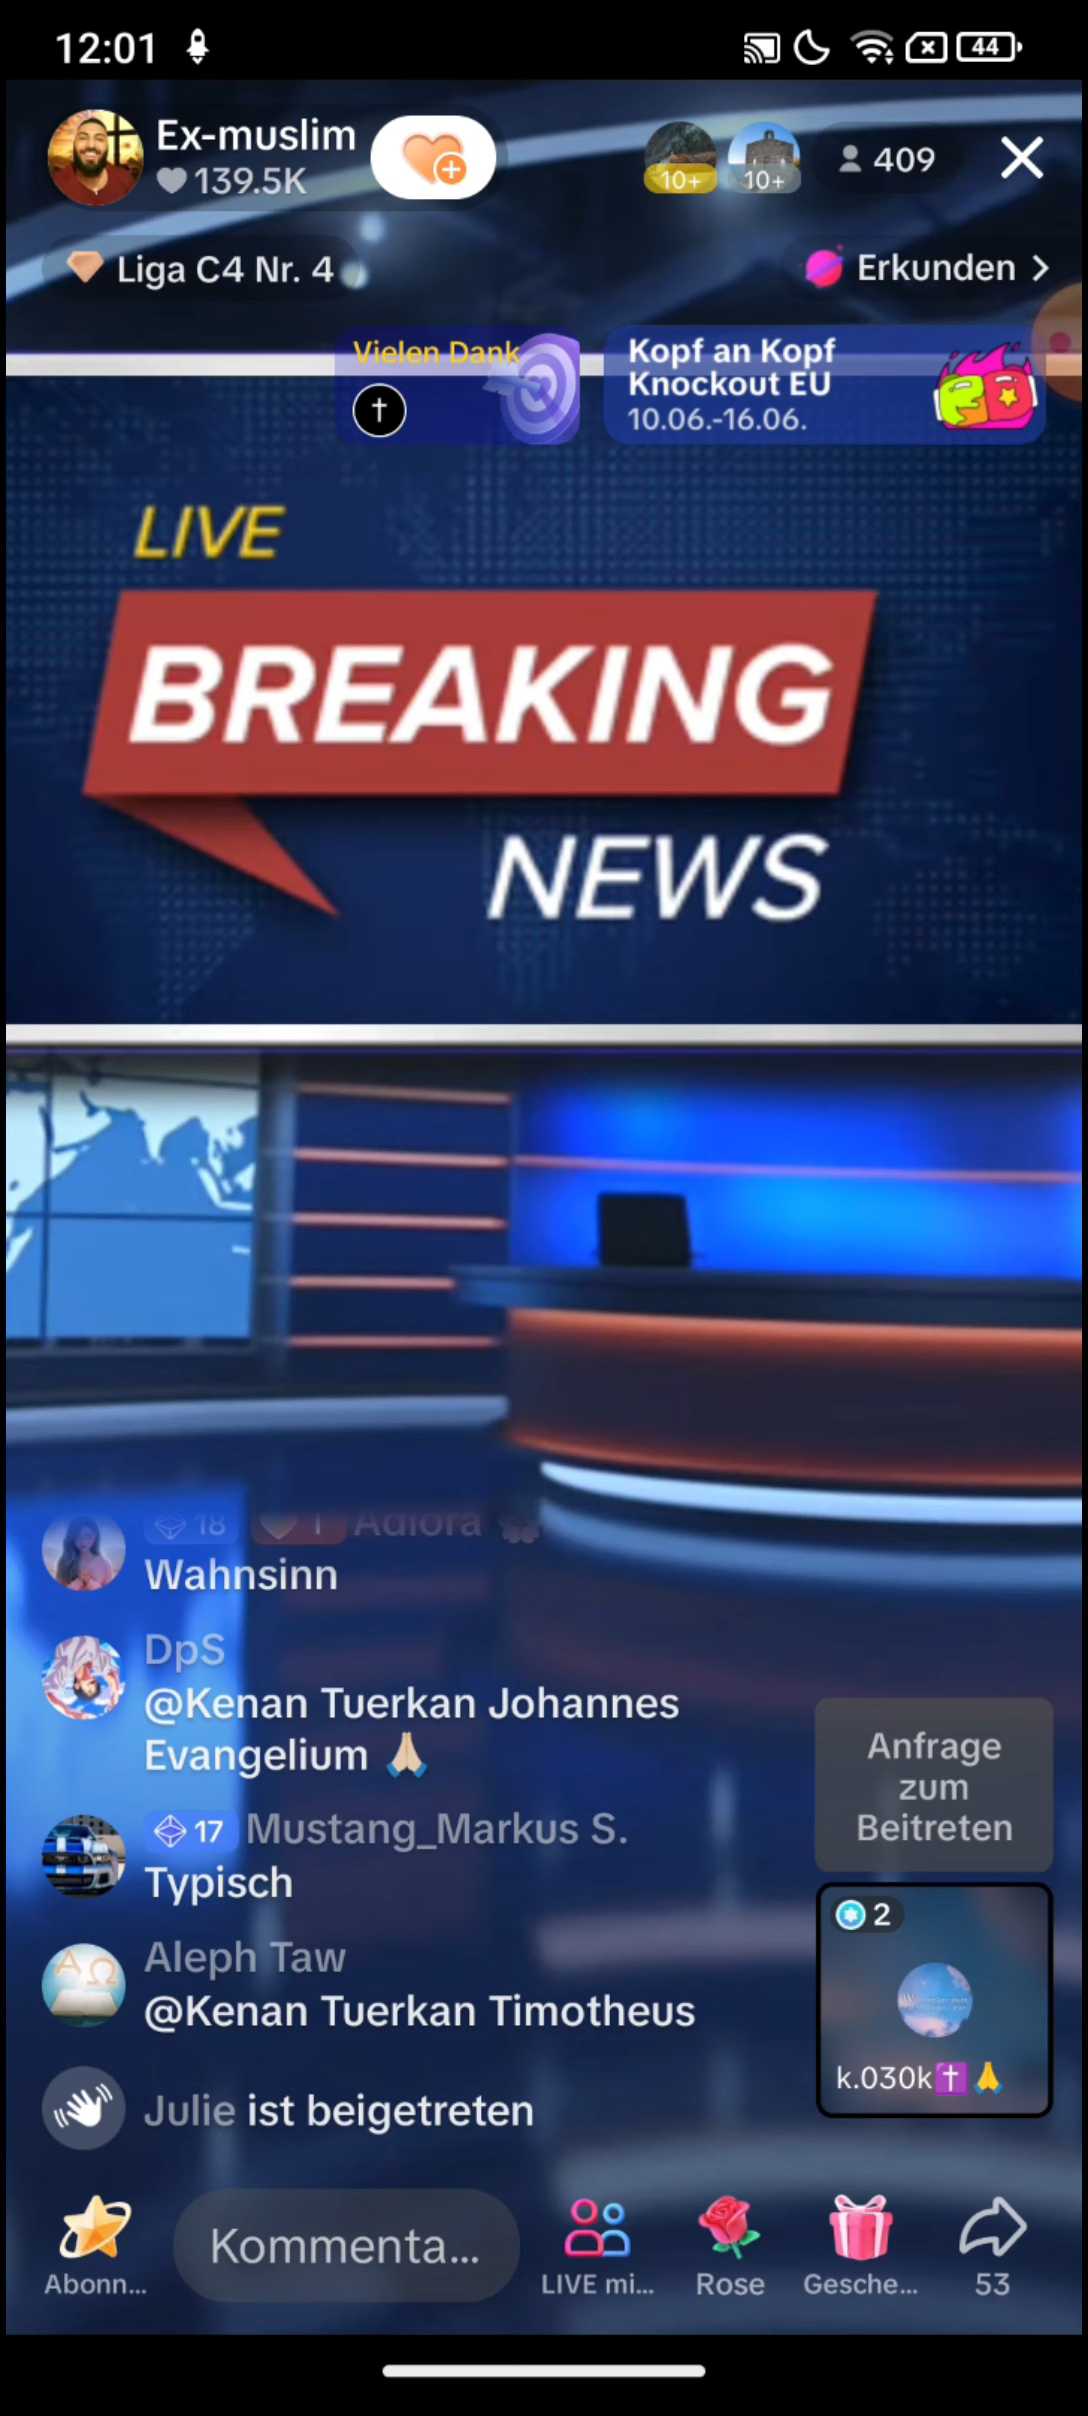 12:01
44
Ex-muslim
139.5K
10+
10+
409
Liga C4 Nr. 4
Erkunden >
Vielen Dank
Kopf an Kopf
Knockout EU
10.06.-16.06.
LIVE
BREAKING
NEWS
18 1 Adiora
Wahnsinn
DpS
@Kenan Tuerkan Johannes
Evangelium 🙏🏻
17 Mustang_Markus S.
Typisch
Aleph Taw
@Kenan Tuerkan Timotheus
Julie ist beigetreten
Anfrage
zum
Beitreten
2
k.030k✝️🙏
Abonn...
Kommenta...
LIVE mi...
Rose
Gesche...
53